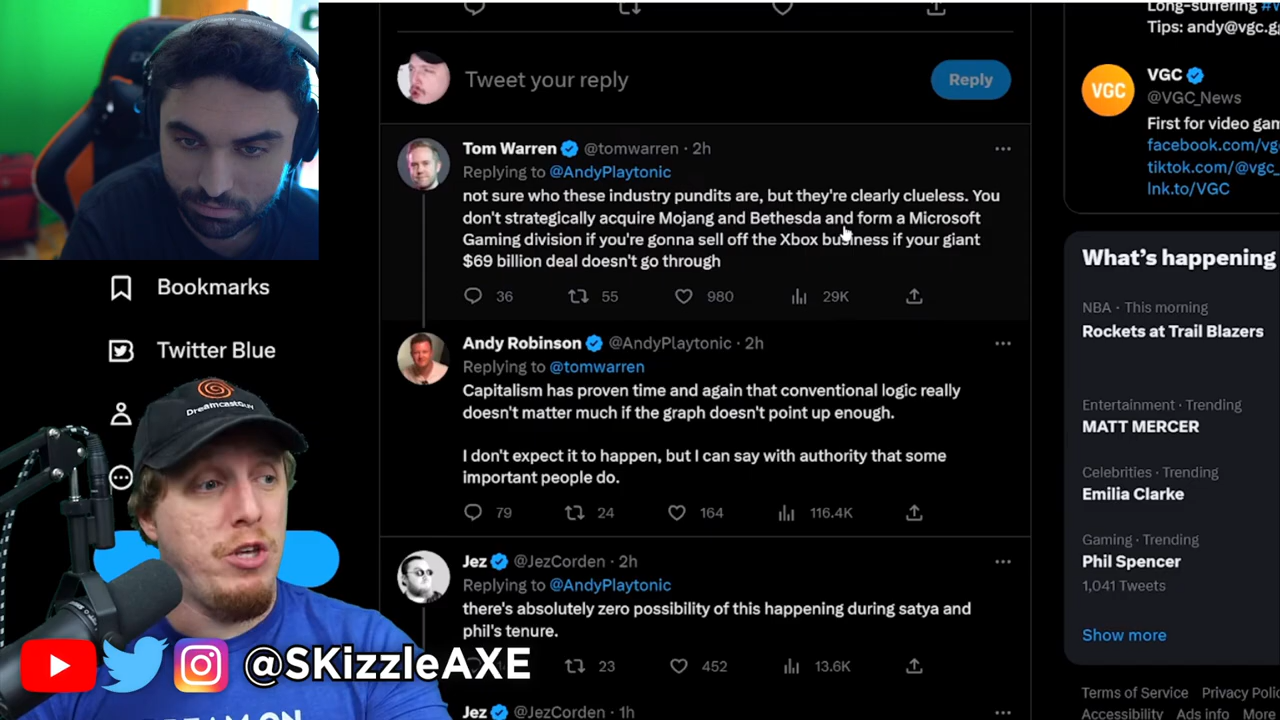 Tweet your reply
Reply
Tom Warren @tomwarren · 2h
Replying to @AndyPlaytonic
not sure who these industry pundits are, but they're clearly clueless. You
don't strategically acquire Mojang and Bethesda and form a Microsoft
Gaming division if you're gonna sell off the Xbox business if your giant
$69 billion deal doesn't go through
36 55 980 29K
Andy Robinson @AndyPlaytonic · 2h
Replying to @tomwarren
Capitalism has proven time and again that conventional logic really
doesn't matter much if the graph doesn't point up enough.
I don't expect it to happen, but I can say with authority that some
important people do.
79 24 164 116.4K
Jez @JezCorden · 2h
Replying to @AndyPlaytonic
there's absolutely zero possibility of this happening during satya and
phil's tenure.
23 452 13.6K
Jez @JezCorden · 1h
Bookmarks
Twitter Blue
DreamcastGuy
@SKizzleAXE
Long-suffering
Tips: andy@vgc.g
VGC
VGC
@VGC_News
First for video gam
facebook.com/vg
tiktok.com/@vgc_
lnk.to/VGC
What's happening
NBA · This morning
Rockets at Trail Blazers
Entertainment · Trending
MATT MERCER
Celebrities · Trending
Emilia Clarke
Gaming · Trending
Phil Spencer
1,041 Tweets
Show more
Terms of Service Privacy Polic
Accessibility Ads info More